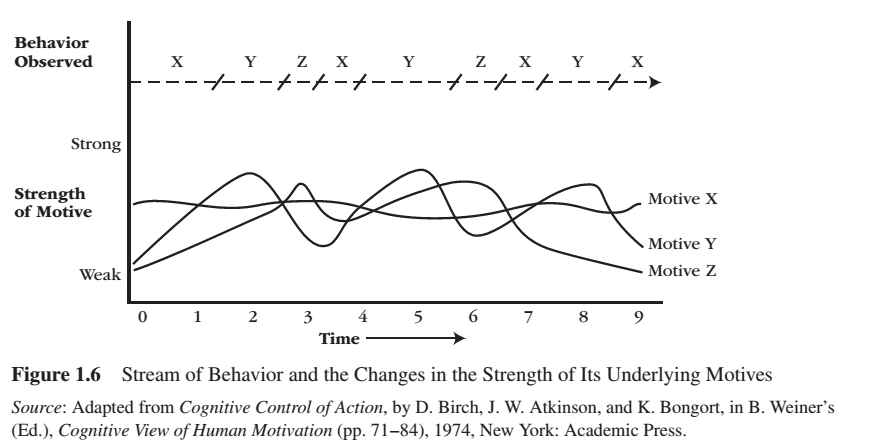 Behavior
Observed
X Y Z X Y Z X Y X
Strong
Strength
of Motive
Weak
Motive X
Motive Y
Motive Z
0 1 2 3 4 5 6 7 8 9
Time
Figure 1.6 Stream of Behavior and the Changes in the Strength of Its Underlying Motives
Source: Adapted from Cognitive Control of Action, by D. Birch, J. W. Atkinson, and K. Bongort, in B. Weiner’s
(Ed.), Cognitive View of Human Motivation (pp. 71–84), 1974, New York: Academic Press.